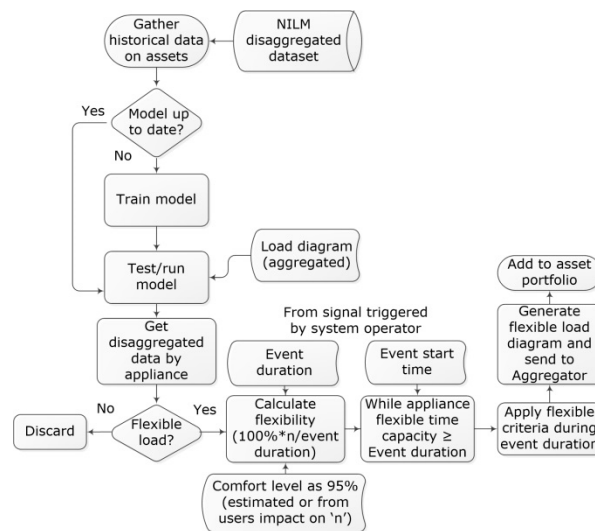 Gather
historical data
on assets
NILM
disaggregated
dataset
Yes
Model up
to date?
No
Train model
Test/run
model
Load diagram
(aggregated)
Get
disaggregated
data by
appliance
No
Flexible
load?
Yes
Discard
From signal triggered
by system operator
Event
duration
Event start
time
Calculate
flexibility
(100%*n/event
duration)
While appliance
flexible time
capacity ≥
Event duration
Comfort level as 95%
(estimated or from
users impact on ‘n’)
Add to asset
portfolio
Generate
flexible load
diagram and
send to
Aggregator
Apply flexible
criteria during
event duration